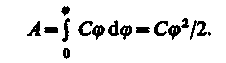 A = ∫₀^φ Cφ dφ = Cφ²/2.